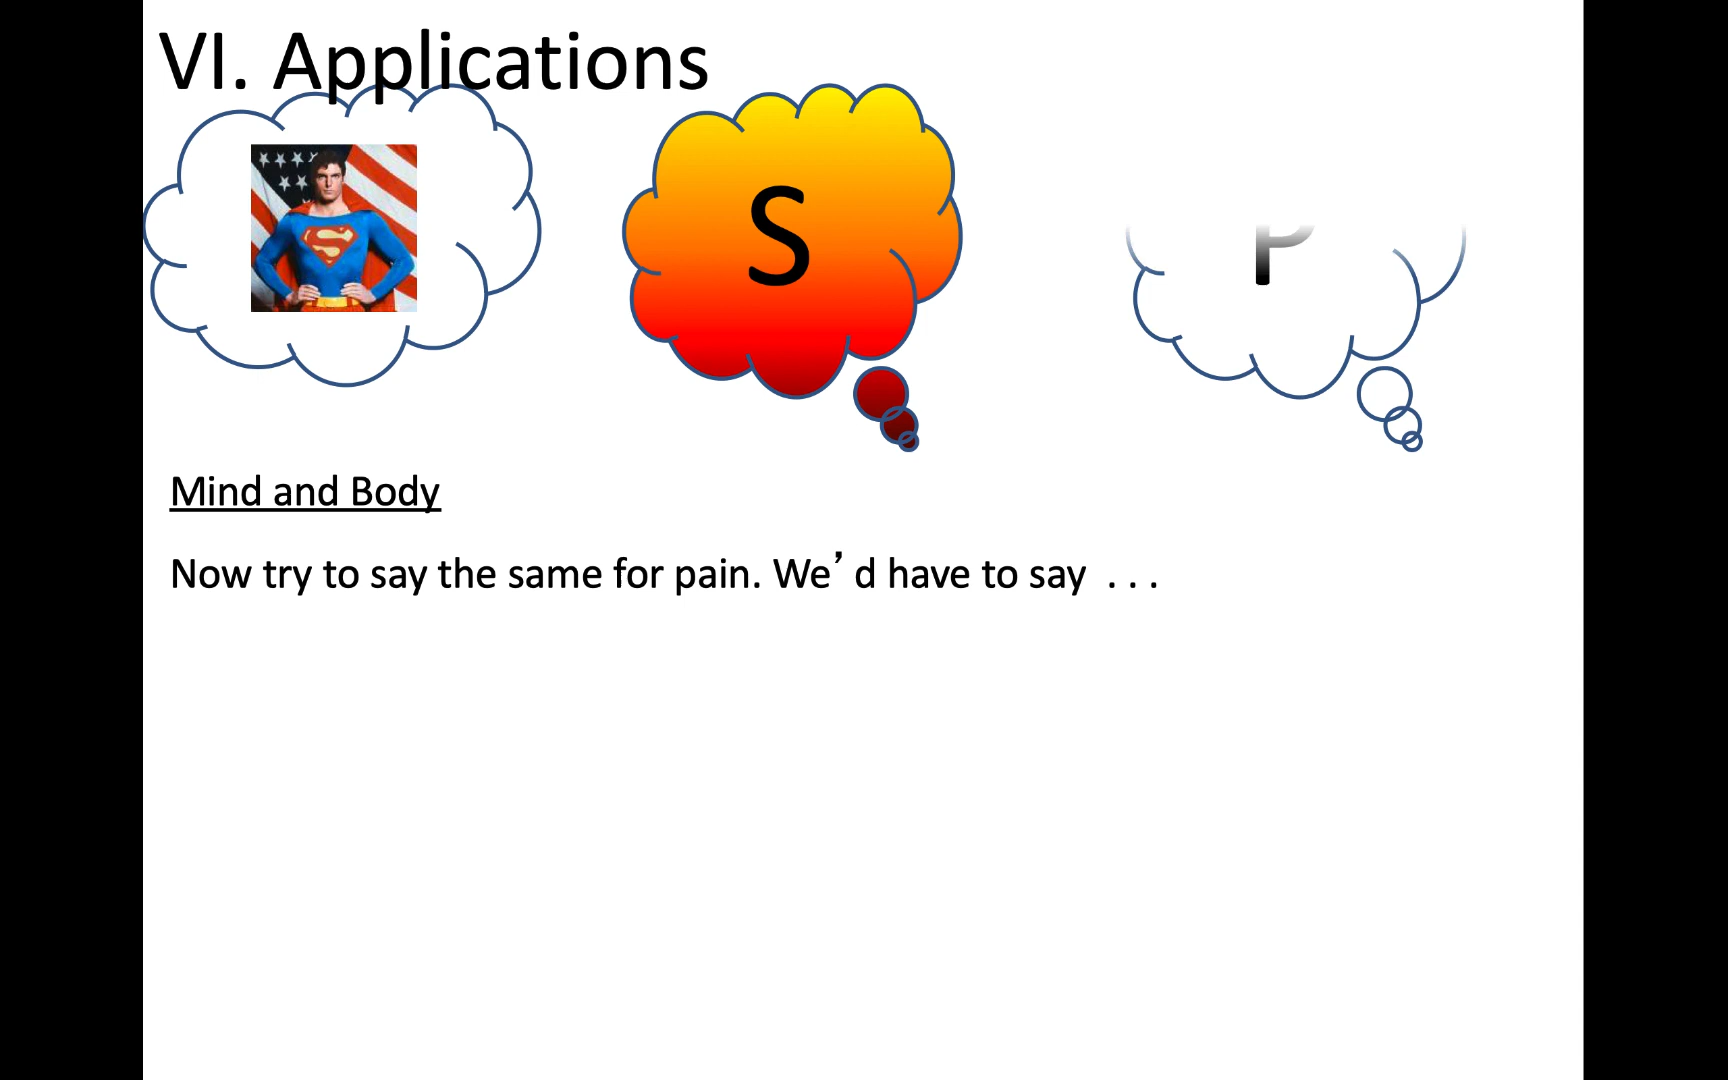 VI. Applications
S
P
Mind and Body
Now try to say the same for pain. We’d have to say . . .